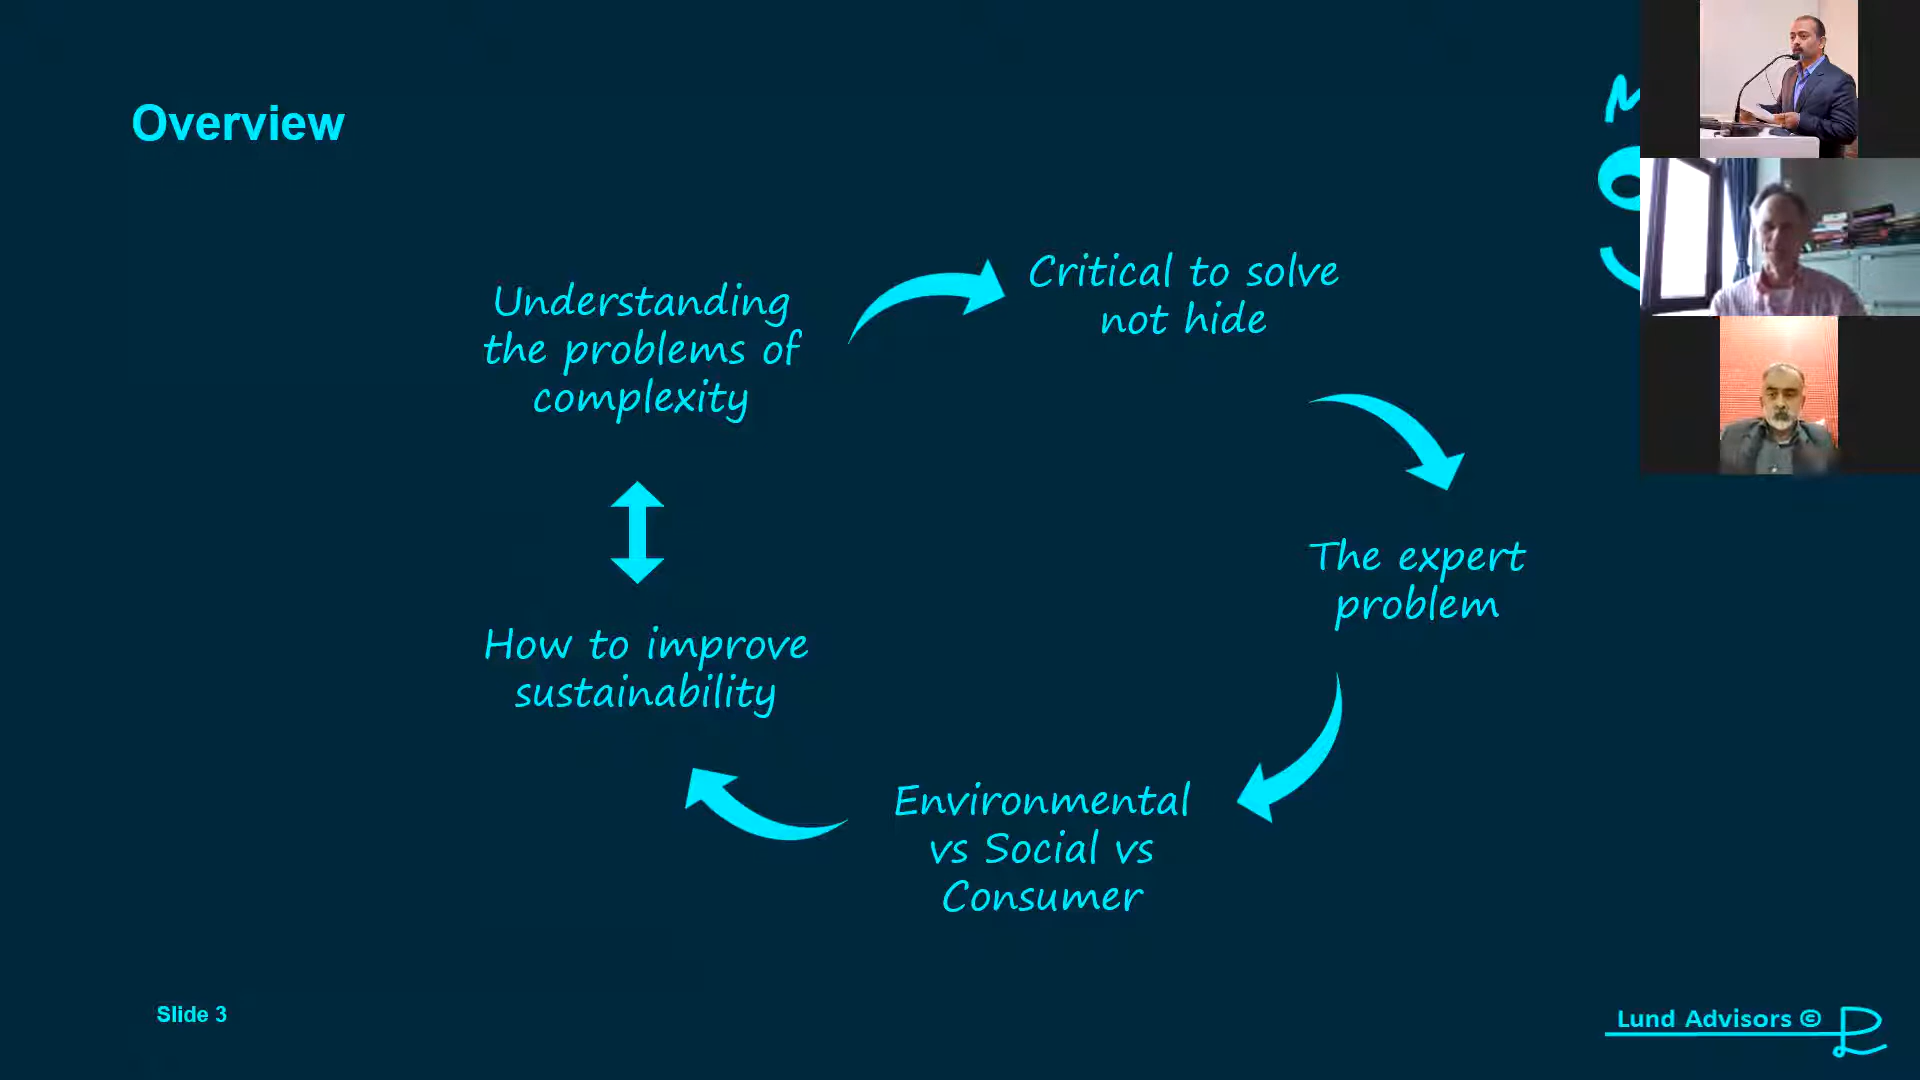 Overview
Understanding
the problems of
complexity
Critical to solve
not hide
The expert
problem
Environmental
vs Social vs
Consumer
How to improve
sustainability
Slide 3
Lund Advisors ©